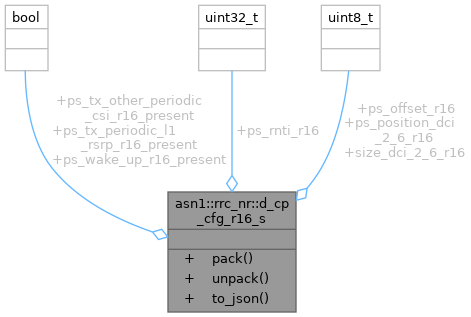 bool
uint32_t
uint8_t
+ps_tx_other_periodic
_csi_r16_present
+ps_tx_periodic_l1
_rsrp_r16_present
+ps_wake_up_r16_present
+ps_rnti_r16
+ps_offset_r16
+ps_position_dci
_2_6_r16
+size_dci_2_6_r16
asn1::rrc_nr::d_cp
_cfg_r16_s
+ pack()
+ unpack()
+ to_json()